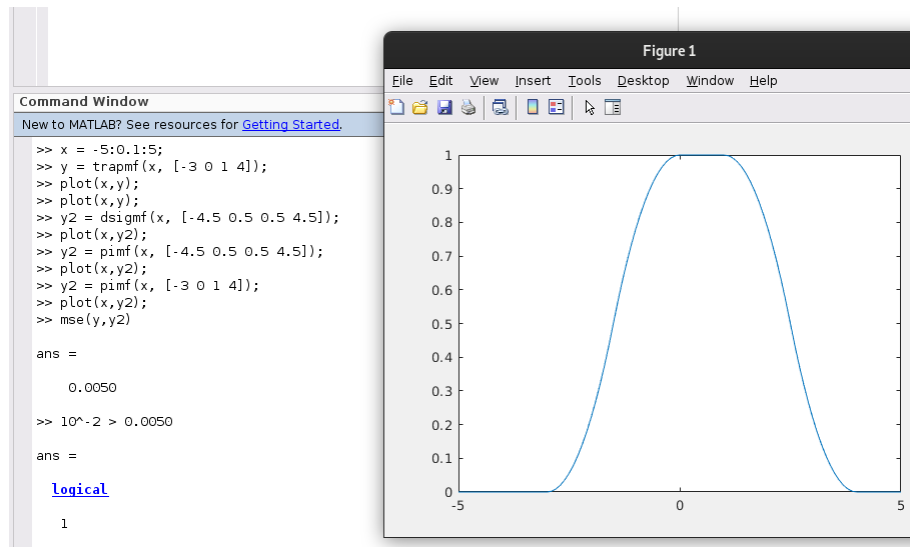 Command Window
New to MATLAB? See resources for Getting Started.
>> x = -5:0.1:5;
>> y = trapmf(x, [-3 0 1 4]);
>> plot(x,y);
>> plot(x,y);
>> y2 = dsigmf(x, [-4.5 0.5 0.5 4.5]);
>> plot(x,y2);
>> y2 = pimf(x, [-4.5 0.5 0.5 4.5]);
>> plot(x,y2);
>> y2 = pimf(x, [-3 0 1 4]);
>> plot(x,y2);
>> mse(y,y2)
ans =
0.0050
>> 10^-2 > 0.0050
ans =
logical
1
Figure 1
File Edit View Insert Tools Desktop Window Help
1
0.9
0.8
0.7
0.6
0.5
0.4
0.3
0.2
0.1
0
-5 0 5